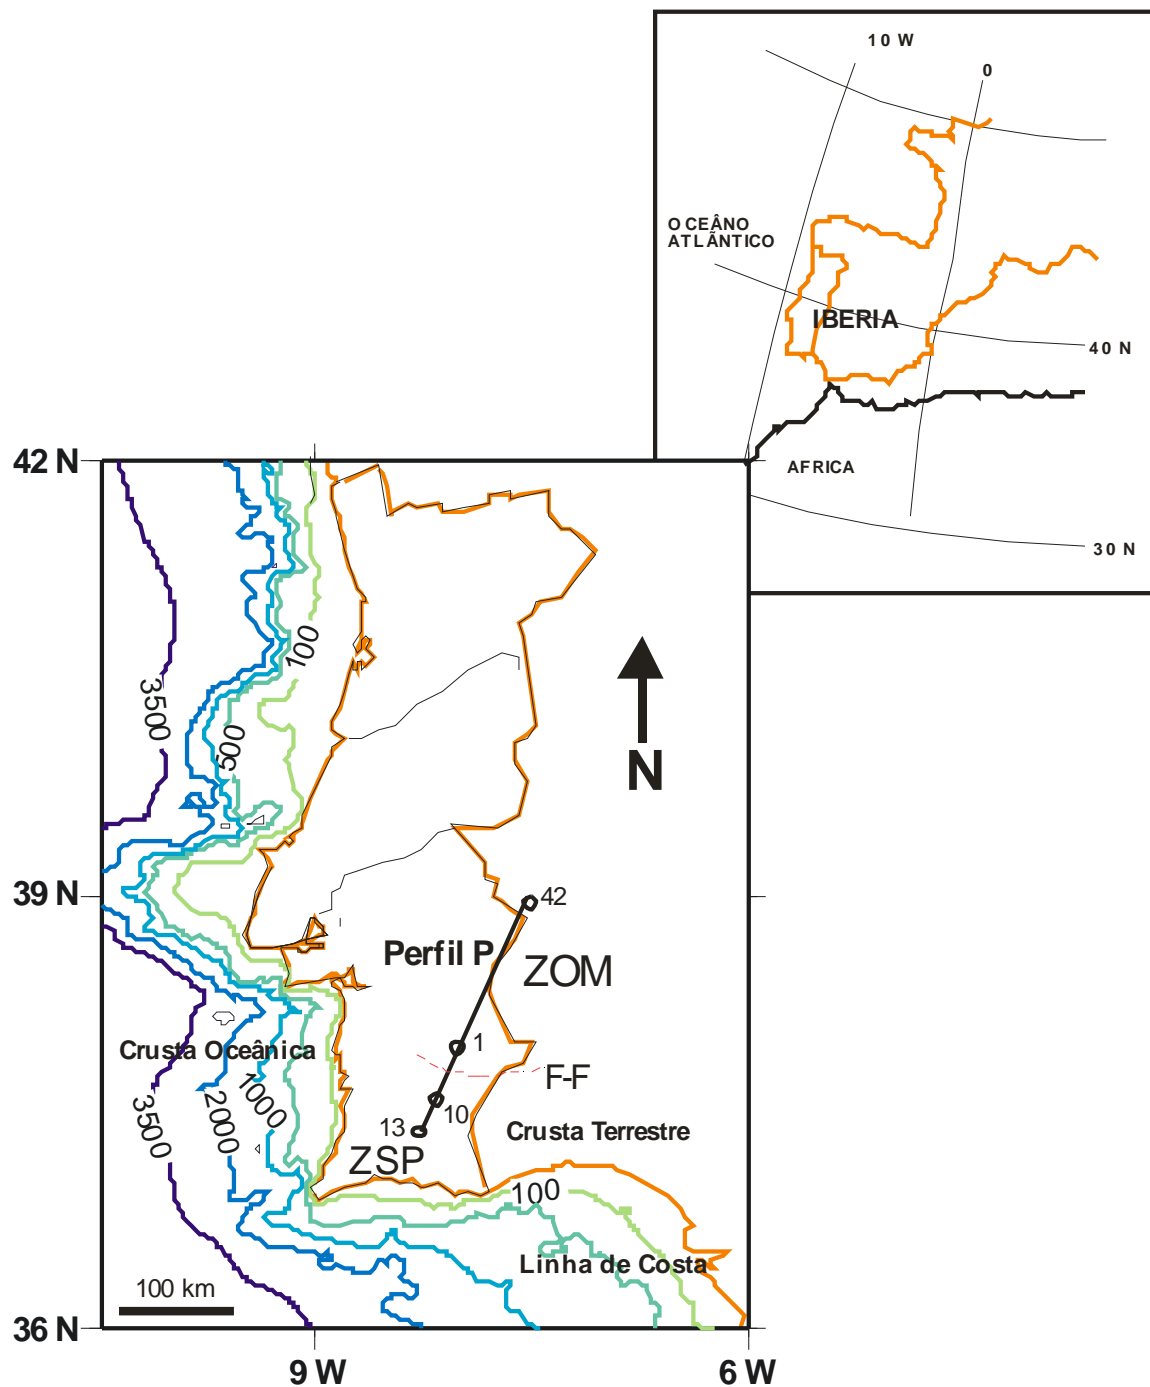 10 W
0
OCEÂNO
ATLÃNTICO
IBERIA
40 N
AFRICA
30 N
42 N
100
3500
500
39 N
42
Perfil P
ZOM
1
Crusta Oceânica
F-F
1000
2000
3500
10
13
Crusta Terrestre
ZSP
100
Linha de Costa
100 km
36 N
9 W
6 W
N